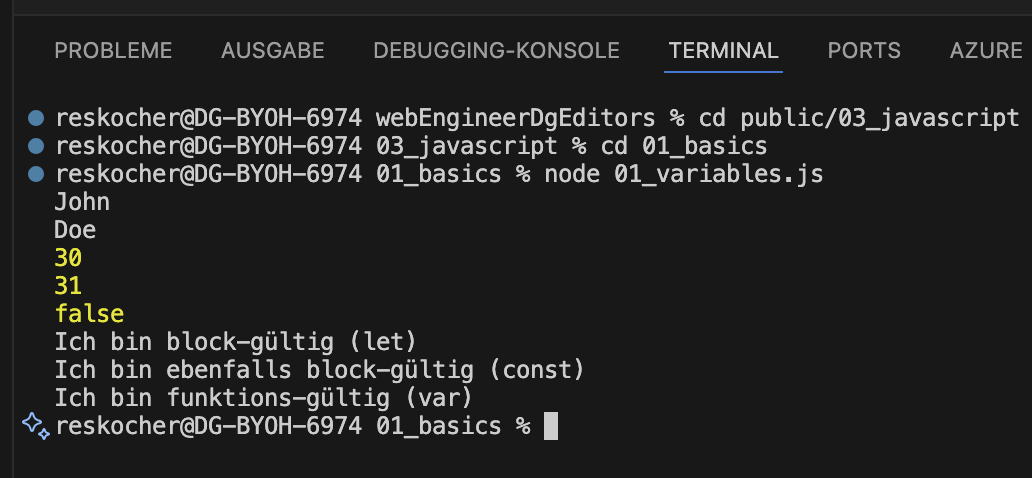 PROBLEME AUSGABE DEBUGGING-KONSOLE TERMINAL PORTS AZURE
reskocher@DG-BYOH-6974 webEngineerDgEditors % cd public/03_javascript
reskocher@DG-BYOH-6974 03_javascript % cd 01_basics
reskocher@DG-BYOH-6974 01_basics % node 01_variables.js
John
Doe
30
31
false
Ich bin block-gültig (let)
Ich bin ebenfalls block-gültig (const)
Ich bin funktions-gültig (var)
reskocher@DG-BYOH-6974 01_basics %